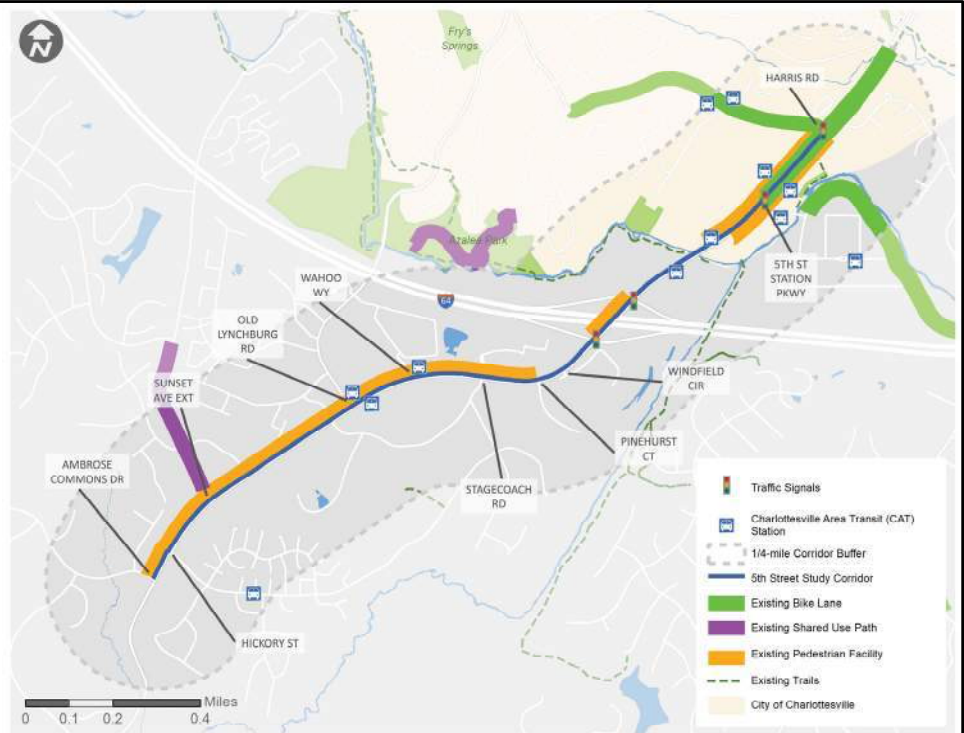 N
Fry's
Springs
HARRIS RD
Azalea Park
5TH ST
STATION
PKWY
WAHOO
WY
64
OLD
LYNCHBURG
RD
SUNSET
AVE EXT
WINDFIELD
CIR
PINEHURST
CT
AMBROSE
COMMONS DR
STAGECOACH
RD
HICKORY ST
Traffic Signals
Charlottesville Area Transit (CAT)
Station
1/4-mile Corridor Buffer
5th Street Study Corridor
Existing Bike Lane
Existing Shared Use Path
Existing Pedestrian Facility
Existing Trails
City of Charlottesville
Miles
0 0.1 0.2 0.4